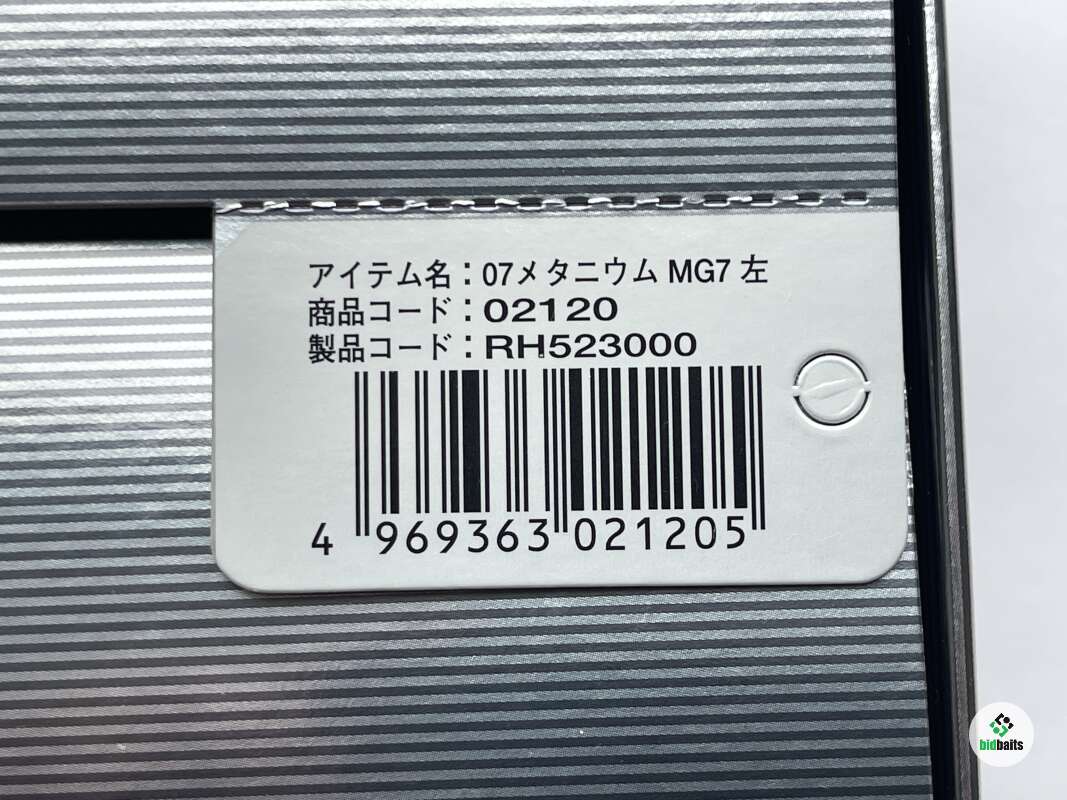 アイテム名：07メタニウム MG7 左
商品コード：02120
製品コード：RH523000
4 969363 021205
bidbaits